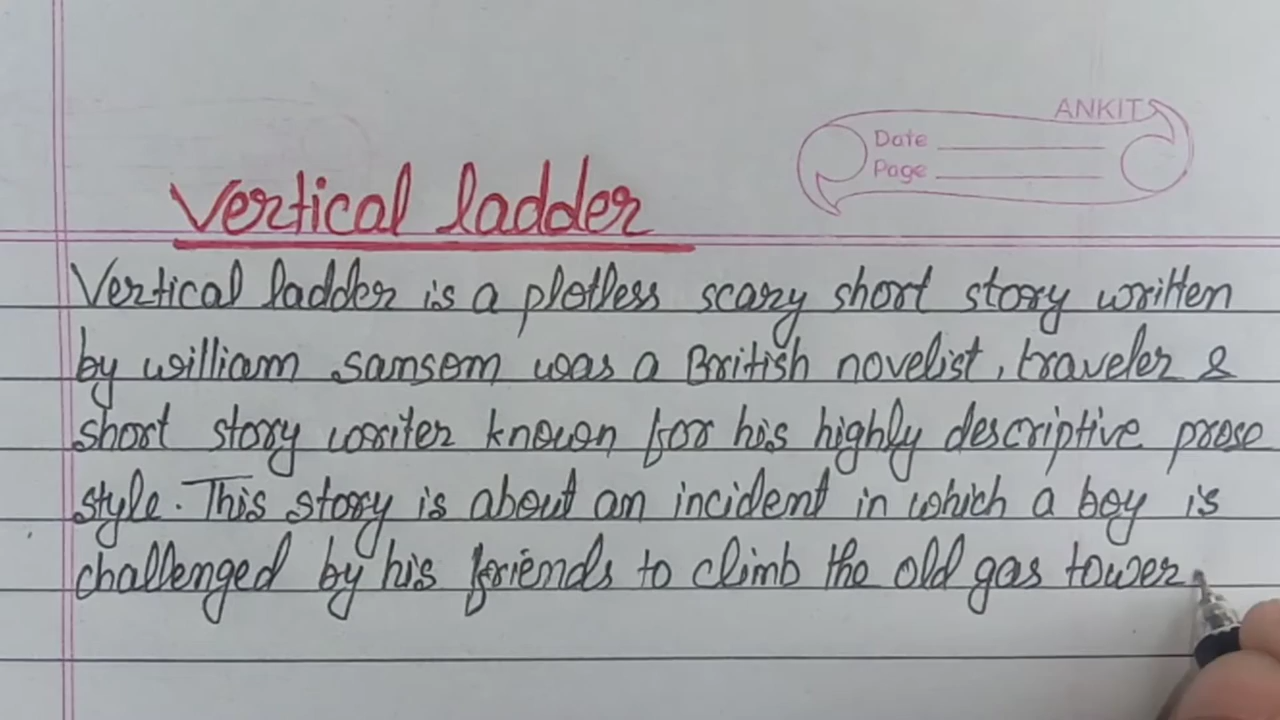 ANKIT
Date
Page
Vertical ladder
Vertical ladder is a plotless scary short story written
by william sansom was a British novelist, traveler &
short story writer known for his highly descriptive prose
style. This story is about an incident in which a boy is
challenged by his friends to climb the old gas tower.